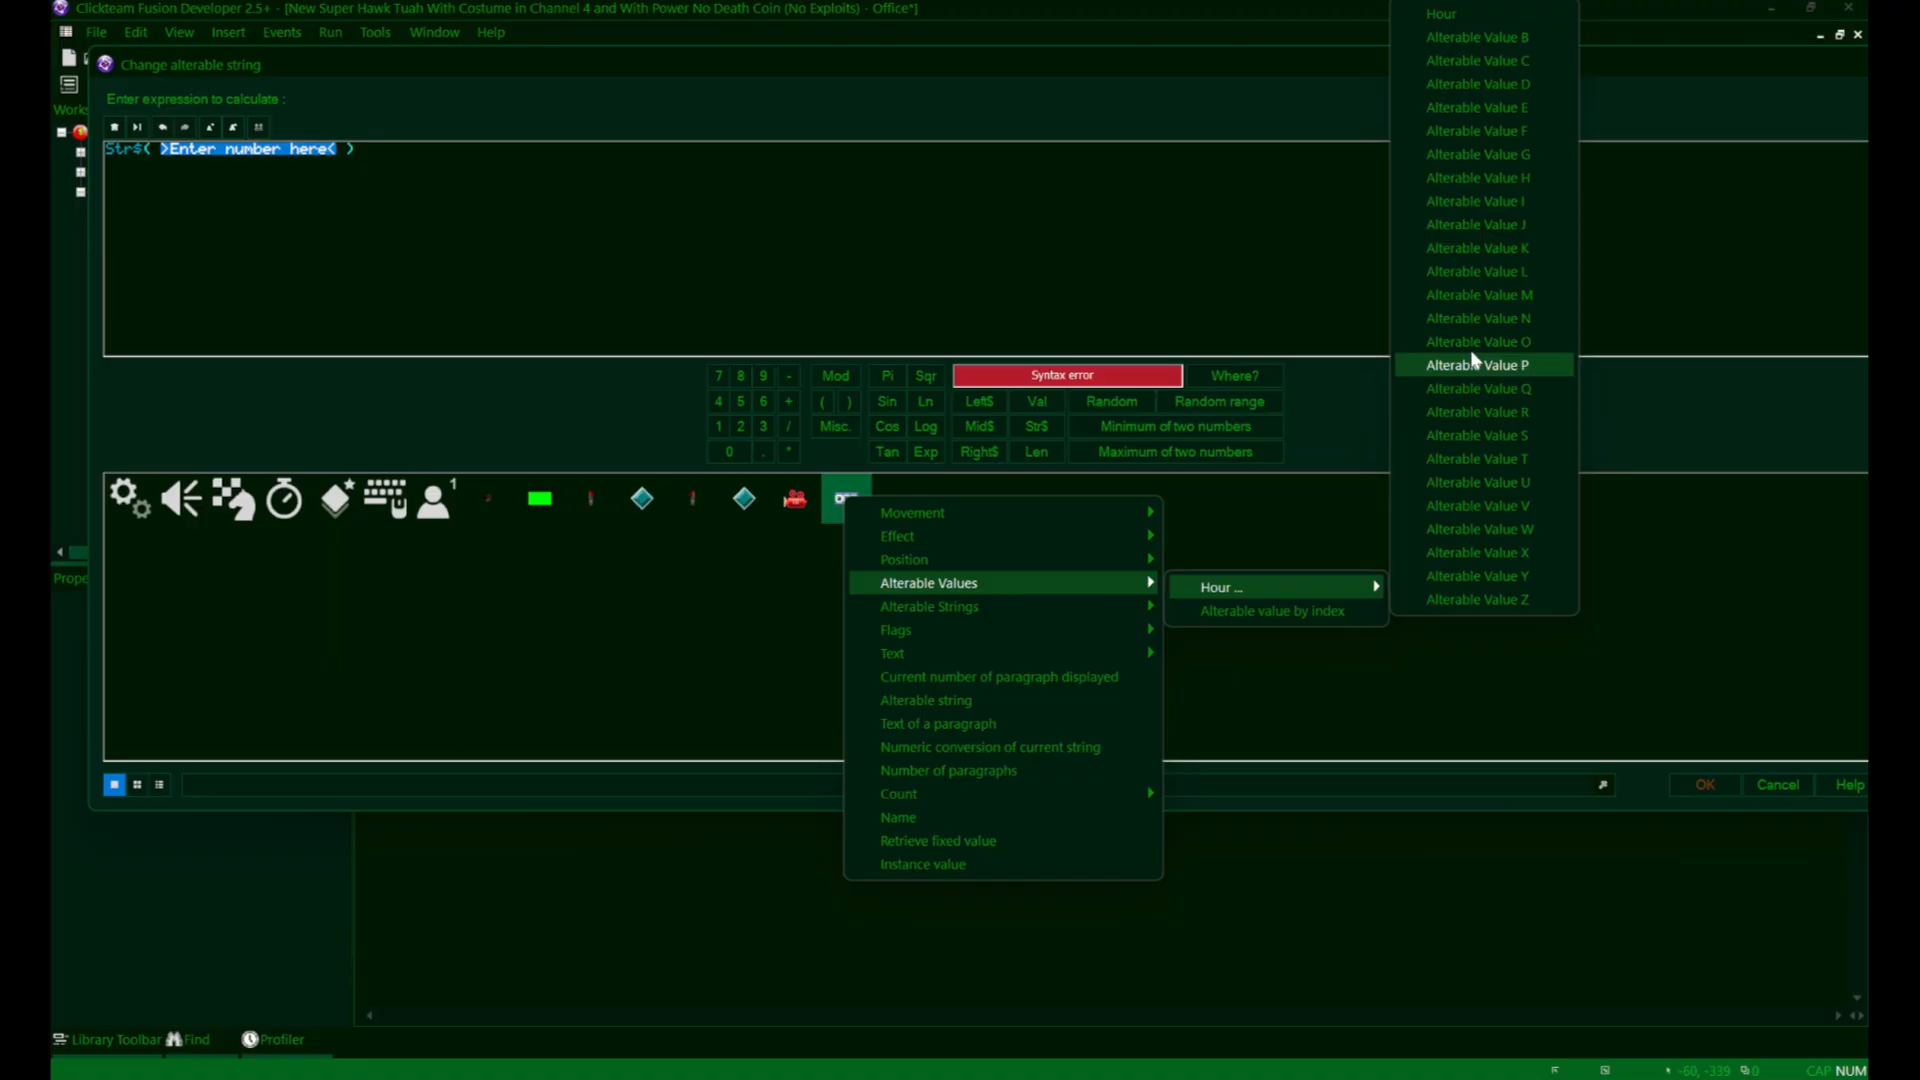 Clickteam Fusion Developer 2.5+ - [New Super Hawk Tuah With Costume in Channel 4 and With Power No Death Coin (No Exploits) - Office*]
File Edit View Insert Events Run Tools Window Help
Change alterable string
Works
Enter expression to calculate :
Str$( >Enter number here< )
7 8 9 - Mod Pi Sqr Syntax error Where?
4 5 6 + ( ) Sin Ln Left$ Val Random Random range
1 2 3 / Misc. Cos Log Mid$ Str$ Minimum of two numbers
0 . * Tan Exp Right$ Len Maximum of two numbers
1
Prope
Movement
Effect
Position
Alterable Values
Alterable Strings
Flags
Text
Current number of paragraph displayed
Alterable string
Text of a paragraph
Numeric conversion of current string
Number of paragraphs
Count
Name
Retrieve fixed value
Instance value
Hour ...
Alterable value by index
Hour
Alterable Value B
Alterable Value C
Alterable Value D
Alterable Value E
Alterable Value F
Alterable Value G
Alterable Value H
Alterable Value I
Alterable Value J
Alterable Value K
Alterable Value L
Alterable Value M
Alterable Value N
Alterable Value O
Alterable Value P
Alterable Value Q
Alterable Value R
Alterable Value S
Alterable Value T
Alterable Value U
Alterable Value V
Alterable Value W
Alterable Value X
Alterable Value Y
Alterable Value Z
OK Cancel Help
Library Toolbar Find Profiler
-60, -339 0 CAP NUM